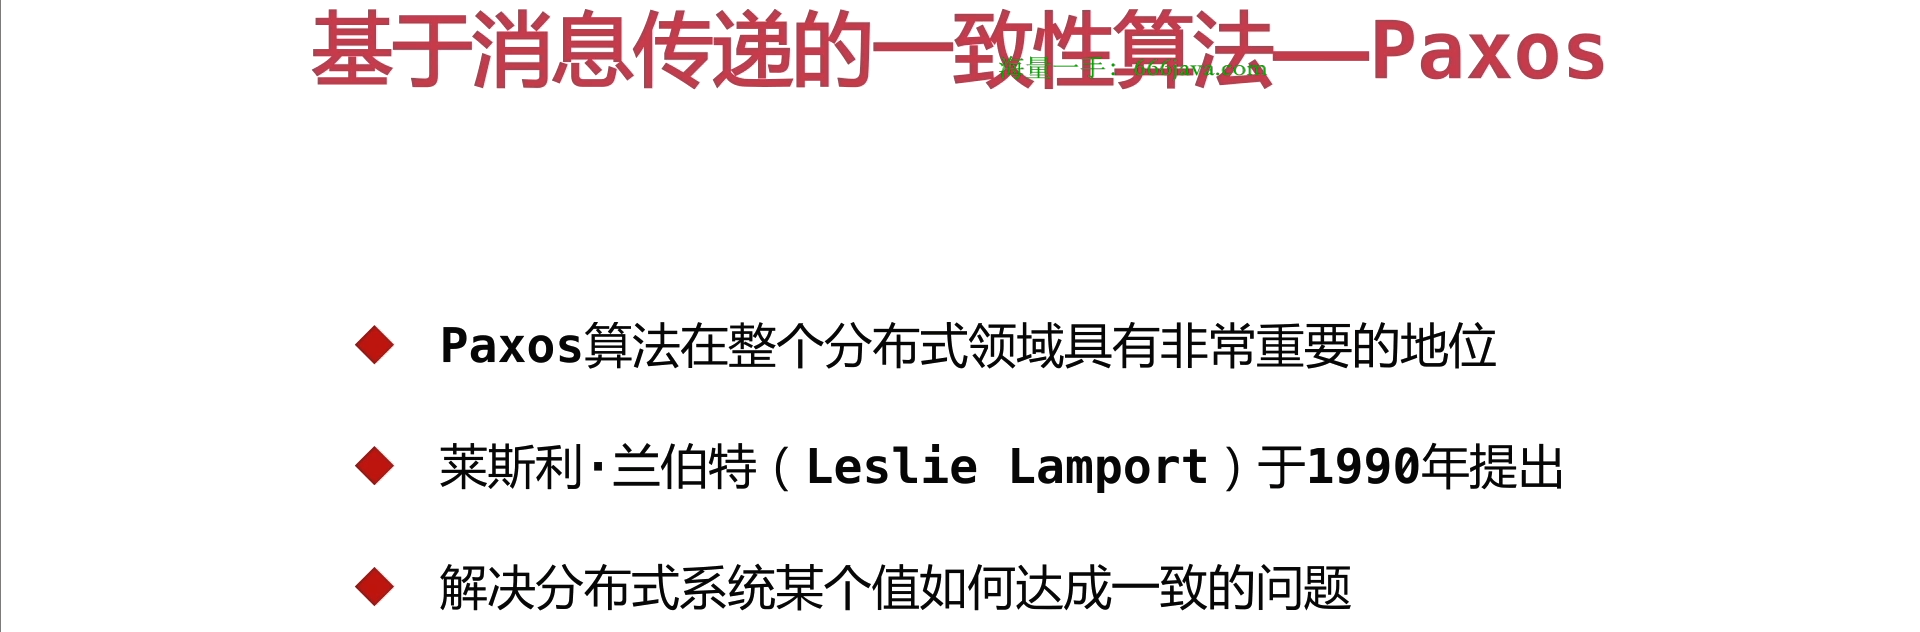 基于消息传递的一致性算法——Paxos
海量一手：666java.com
Paxos算法在整个分布式领域具有非常重要的地位
莱斯利·兰伯特（Leslie Lamport）于1990年提出
解决分布式系统某个值如何达成一致的问题